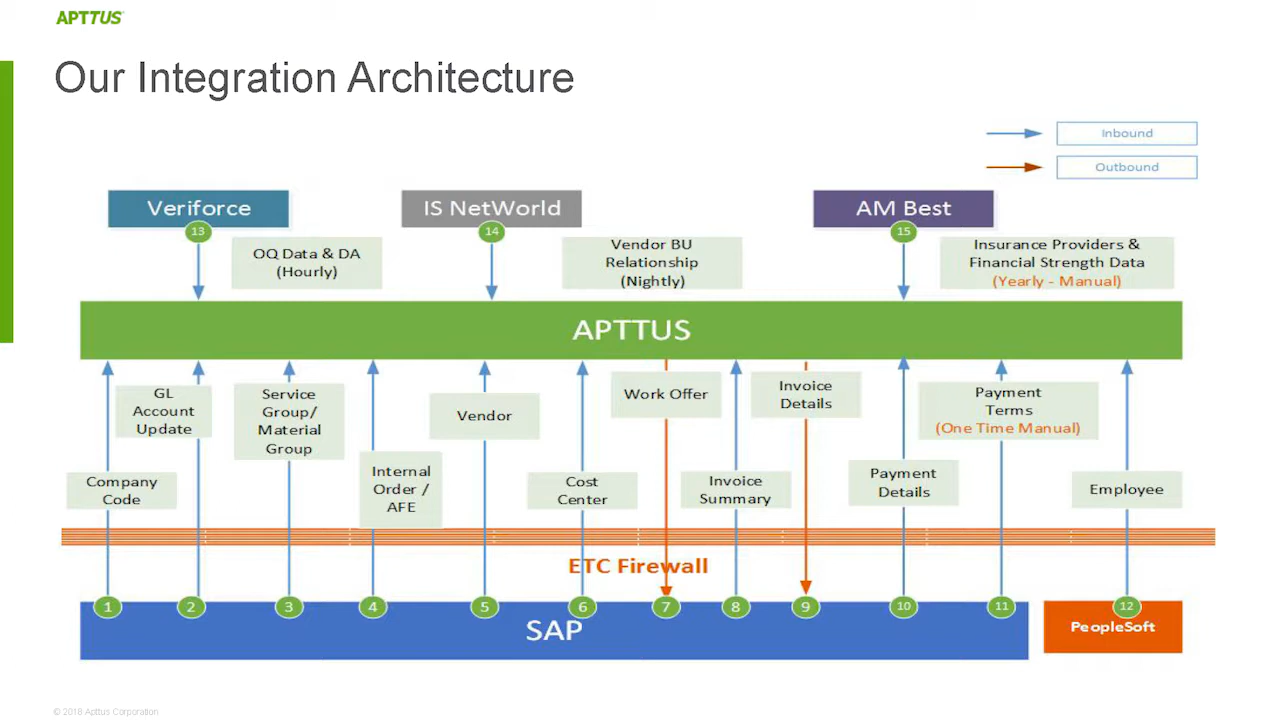 APTTUS
Our Integration Architecture
Inbound
Outbound
Veriforce
IS NetWorld
AM Best
13
14
15
OQ Data & DA
(Hourly)
Vendor BU
Relationship
(Nightly)
Insurance Providers &
Financial Strength Data
(Yearly - Manual)
APTTUS
GL
Account
Update
Service
Group/
Material
Group
Vendor
Work Offer
Invoice
Details
Payment
Terms
(One Time Manual)
Company
Code
Internal
Order /
AFE
Cost
Center
Invoice
Summary
Payment
Details
Employee
ETC Firewall
1
2
3
4
5
6
7
8
9
10
11
12
SAP
PeopleSoft
© 2018 Apttus Corporation